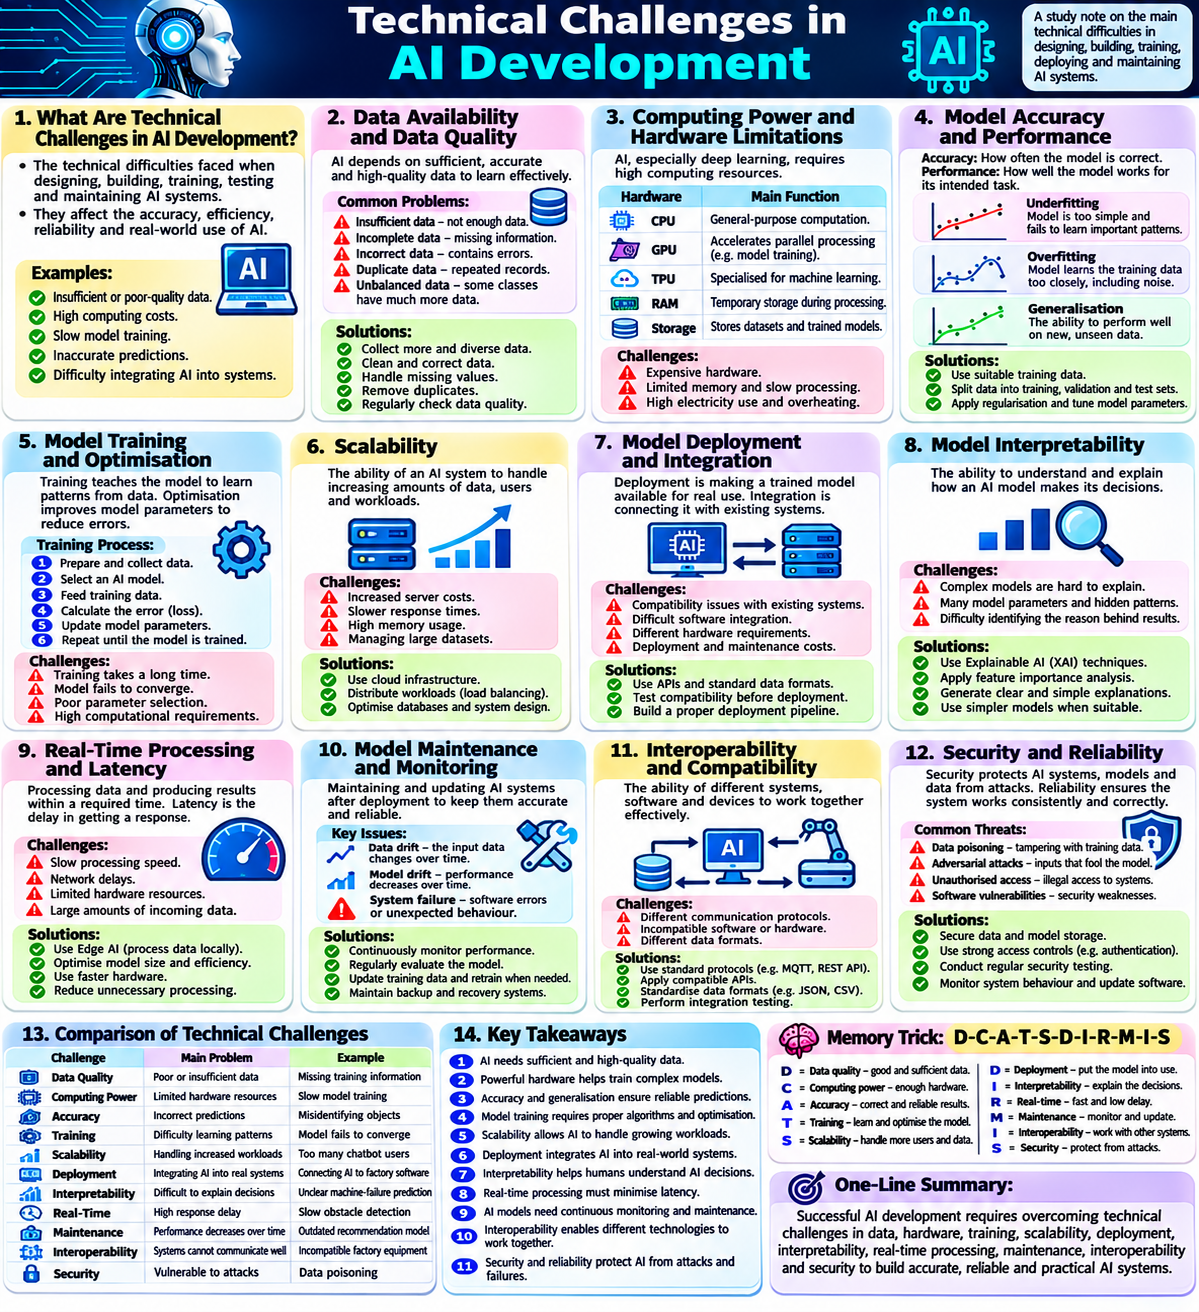 Technical Challenges in
AI Development
AI
A study note on the main
technical difficulties in
designing, building, training,
deploying and maintaining
AI systems.
1. What Are Technical
Challenges in AI Development?
• The technical difficulties faced when
designing, building, training, testing
and maintaining AI systems.
• They affect the accuracy, efficiency,
reliability and real-world use of AI.
AI
Examples:
Insufficient or poor-quality data.
High computing costs.
Slow model training.
Inaccurate predictions.
Difficulty integrating AI into systems.
2. Data Availability
and Data Quality
AI depends on sufficient, accurate
and high-quality data to learn effectively.
Common Problems:
Insufficient data – not enough data.
Incomplete data – missing information.
Incorrect data – contains errors.
Duplicate data – repeated records.
Unbalanced data – some classes
have much more data.
Solutions:
Collect more and diverse data.
Clean and correct data.
Handle missing values.
Remove duplicates.
Regularly check data quality.
3. Computing Power and
Hardware Limitations
AI, especially deep learning, requires
high computing resources.
Hardware Main Function
CPU General-purpose computation.
GPU Accelerates parallel processing
(e.g. model training).
TPU Specialised for machine learning.
RAM Temporary storage during processing.
Storage Stores datasets and trained models.
Challenges:
Expensive hardware.
Limited memory and slow processing.
High electricity use and overheating.
4. Model Accuracy
and Performance
Accuracy: How often the model is correct.
Performance: How well the model works for
its intended task.
Underfitting
Model is too simple and
fails to learn important patterns.
Overfitting
Model learns the training data
too closely, including noise.
Generalisation
The ability to perform well
on new, unseen data.
Solutions:
Use suitable training data.
Split data into training, validation and test sets.
Apply regularisation and tune model parameters.
5. Model Training
and Optimisation
Training teaches the model to learn
patterns from data. Optimisation
improves model parameters to
reduce errors.
Training Process:
1 Prepare and collect data.
2 Select an AI model.
3 Feed training data.
4 Calculate the error (loss).
5 Update model parameters.
6 Repeat until the model is trained.
Challenges:
Training takes a long time.
Model fails to converge.
Poor parameter selection.
High computational requirements.
6. Scalability
The ability of an AI system to handle
increasing amounts of data, users
and workloads.
Challenges:
Increased server costs.
Slower response times.
High memory usage.
Managing large datasets.
Solutions:
Use cloud infrastructure.
Distribute workloads (load balancing).
Optimise databases and system design.
7. Model Deployment
and Integration
Deployment is making a trained model
available for real use. Integration is
connecting it with existing systems.
AI
Challenges:
Compatibility issues with existing systems.
Difficult software integration.
Different hardware requirements.
Deployment and maintenance costs.
Solutions:
Use APIs and standard data formats.
Test compatibility before deployment.
Build a proper deployment pipeline.
8. Model Interpretability
The ability to understand and explain
how an AI model makes its decisions.
Challenges:
Complex models are hard to explain.
Many model parameters and hidden patterns.
Difficulty identifying the reason behind results.
Solutions:
Use Explainable AI (XAI) techniques.
Apply feature importance analysis.
Generate clear and simple explanations.
Use simpler models when suitable.
9. Real-Time Processing
and Latency
Processing data and producing results
within a required time. Latency is the
delay in getting a response.
Challenges:
Slow processing speed.
Network delays.
Limited hardware resources.
Large amounts of incoming data.
Solutions:
Use Edge AI (process data locally).
Optimise model size and efficiency.
Use faster hardware.
Reduce unnecessary processing.
10. Model Maintenance
and Monitoring
Maintaining and updating AI systems
after deployment to keep them accurate
and reliable.
Key Issues:
Data drift – the input data
changes over time.
Model drift – performance
decreases over time.
System failure – software errors
or unexpected behaviour.
Solutions:
Continuously monitor performance.
Regularly evaluate the model.
Update training data and retrain when needed.
Maintain backup and recovery systems.
11. Interoperability
and Compatibility
The ability of different systems,
software and devices to work together
effectively.
AI
Challenges:
Different communication protocols.
Incompatible software or hardware.
Different data formats.
Solutions:
Use standard protocols (e.g. MQTT, REST API).
Apply compatible APIs.
Standardise data formats (e.g. JSON, CSV).
Perform integration testing.
12. Security and Reliability
Security protects AI systems, models and
data from attacks. Reliability ensures the
system works consistently and correctly.
Common Threats:
Data poisoning – tampering with training data.
Adversarial attacks – inputs that fool the model.
Unauthorised access – illegal access to systems.
Software vulnerabilities – security weaknesses.
Solutions:
Secure data and model storage.
Use strong access controls (e.g. authentication).
Conduct regular security testing.
Monitor system behaviour and update software.
13. Comparison of Technical Challenges
Challenge Main Problem Example
Data Quality Poor or insufficient data Missing training information
Computing Power Limited hardware resources Slow model training
Accuracy Incorrect predictions Misidentifying objects
Training Difficulty learning patterns Model fails to converge
Scalability Handling increased workloads Too many chatbot users
Deployment Integrating AI into real systems Connecting AI to factory software
Interpretability Difficult to explain decisions Unclear machine-failure prediction
Real-Time High response delay Slow obstacle detection
Maintenance Performance decreases over time Outdated recommendation model
Interoperability Systems cannot communicate well Incompatible factory equipment
Security Vulnerable to attacks Data poisoning
14. Key Takeaways
1 AI needs sufficient and high-quality data.
2 Powerful hardware helps train complex models.
3 Accuracy and generalisation ensure reliable predictions.
4 Model training requires proper algorithms and optimisation.
5 Scalability allows AI to handle growing workloads.
6 Deployment integrates AI into real-world systems.
7 Interpretability helps humans understand AI decisions.
8 Real-time processing must minimise latency.
9 AI models need continuous monitoring and maintenance.
10 Interoperability enables different technologies to
work together.
11 Security and reliability protect AI from attacks and
failures.
Memory Trick: D-C-A-T-S-D-I-R-M-I-S
D = Data quality – good and sufficient data.
C = Computing power – enough hardware.
A = Accuracy – correct and reliable results.
T = Training – learn and optimise the model.
S = Scalability – handle more users and data.
D = Deployment – put the model into use.
I = Interpretability – explain the decisions.
R = Real-time – fast and low delay.
M = Maintenance – monitor and update.
I = Interoperability – work with other systems.
S = Security – protect from attacks.
One-Line Summary:
Successful AI development requires overcoming technical
challenges in data, hardware, training, scalability, deployment,
interpretability, real-time processing, maintenance, interoperability
and security to build accurate, reliable and practical AI systems.